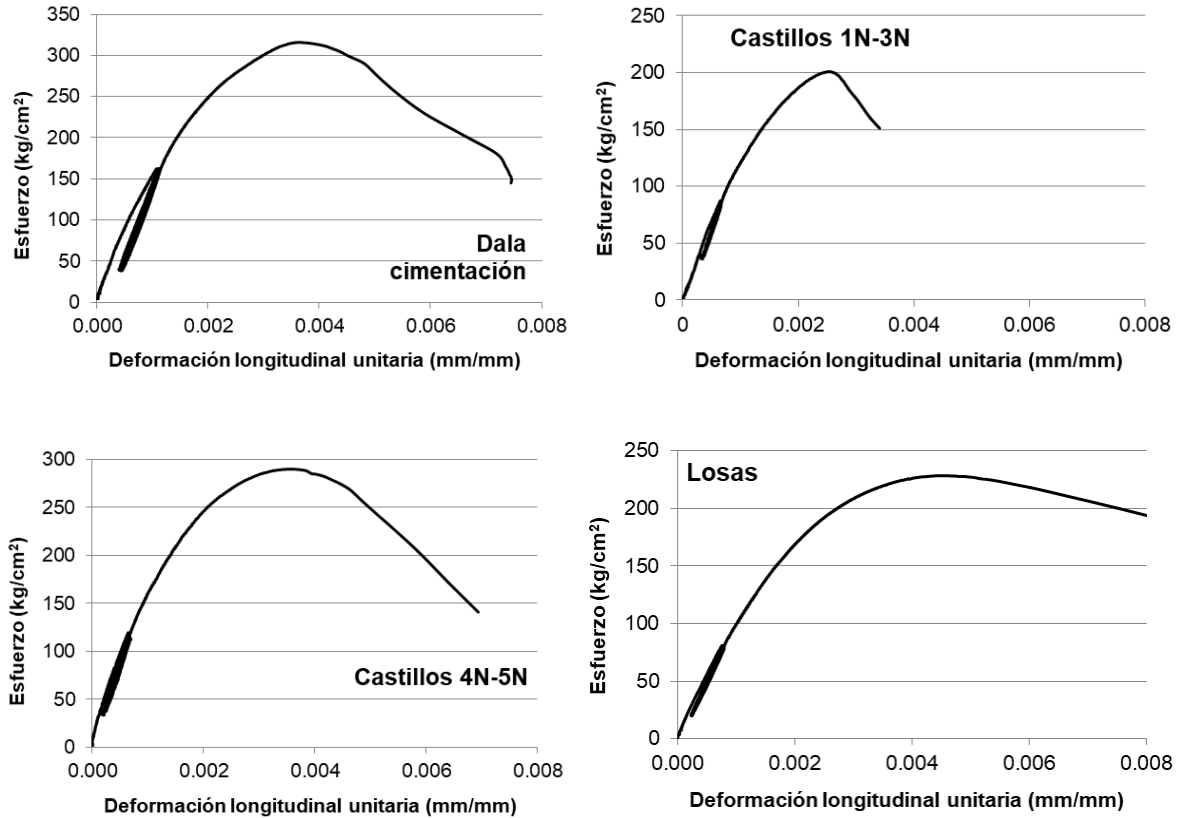 350
300
250
200
150
100
50
0
0.000 0.002 0.004 0.006 0.008
Esfuerzo (kg/cm²)
Deformación longitudinal unitaria (mm/mm)
Dala
cimentación
250
200
150
100
50
0
0 0.002 0.004 0.006 0.008
Esfuerzo (kg/cm²)
Deformación longitudinal unitaria (mm/mm)
Castillos 1N-3N
300
250
200
150
100
50
0
0.000 0.002 0.004 0.006 0.008
Esfuerzo (kg/cm²)
Deformación longitudinal unitaria (mm/mm)
Castillos 4N-5N
250
200
150
100
50
0
0.000 0.002 0.004 0.006 0.008
Esfuerzo (kg/cm²)
Deformación longitudinal unitaria (mm/mm)
Losas